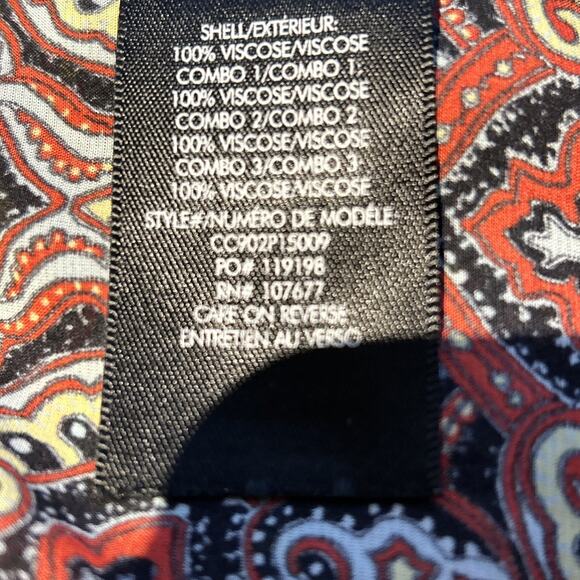 SHELL/EXTÉRIEUR:
100% VISCOSE/VISCOSE
COMBO 1/COMBO 1:
100% VISCOSE/VISCOSE
COMBO 2/COMBO 2
100% VISCOSE/VISCOSE
COMBO 3/COMBO 3
100% VISCOSE/VISCOSE
STYLE#/NUMÉRO DE MODÈLE:
CC902P15009
PO# 119198
RN# 107677
CARE ON REVERSE
ENTRETIEN AU VERSO